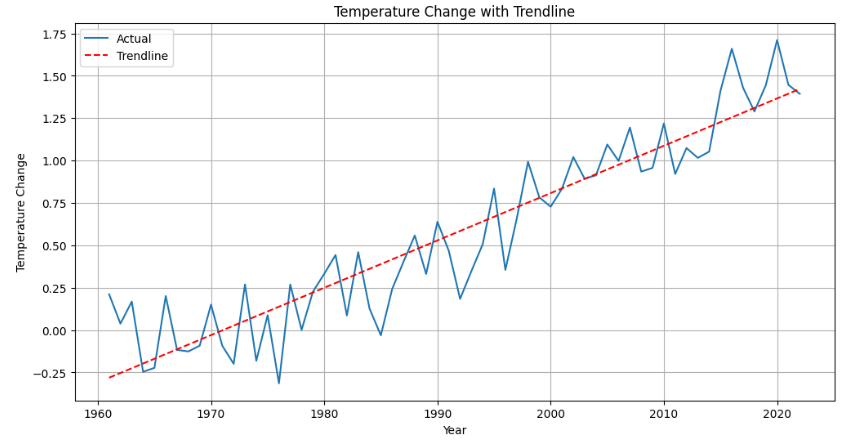 Temperature Change with Trendline
Actual
Trendline
1.75
1.50
1.25
1.00
0.75
0.50
0.25
0.00
−0.25
Temperature Change
1960 1970 1980 1990 2000 2010 2020
Year